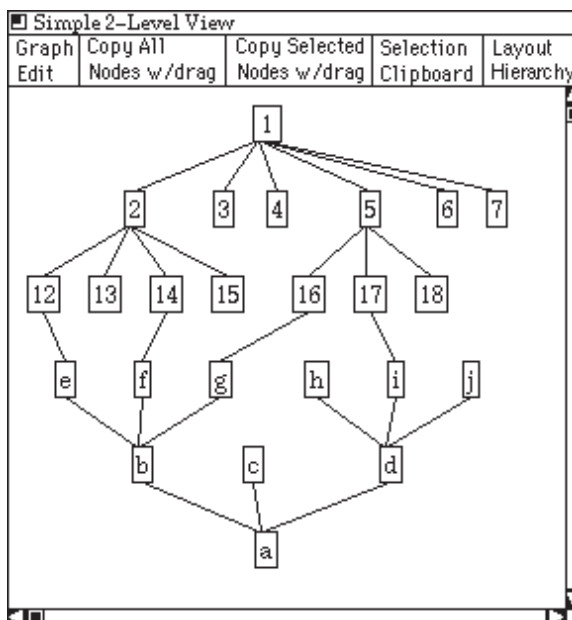 Simple 2-Level View
Graph Copy All Copy Selected Selection Layout
Edit Nodes w/drag Nodes w/drag Clipboard Hierarchy
1
2 3 4 5 6 7
12 13 14 15 16 17 18
e f g h i j
b c d
a